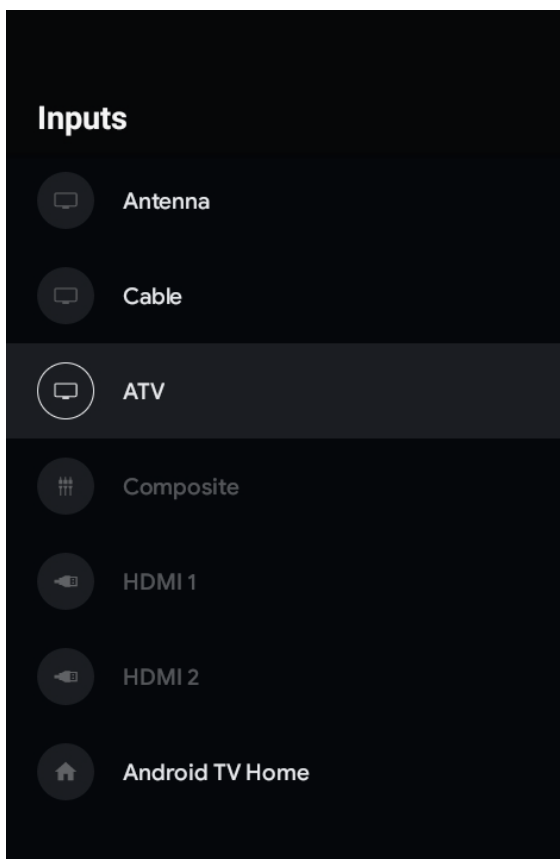 Inputs
Antenna
Cable
ATV
Composite
HDMI 1
HDMI 2
Android TV Home